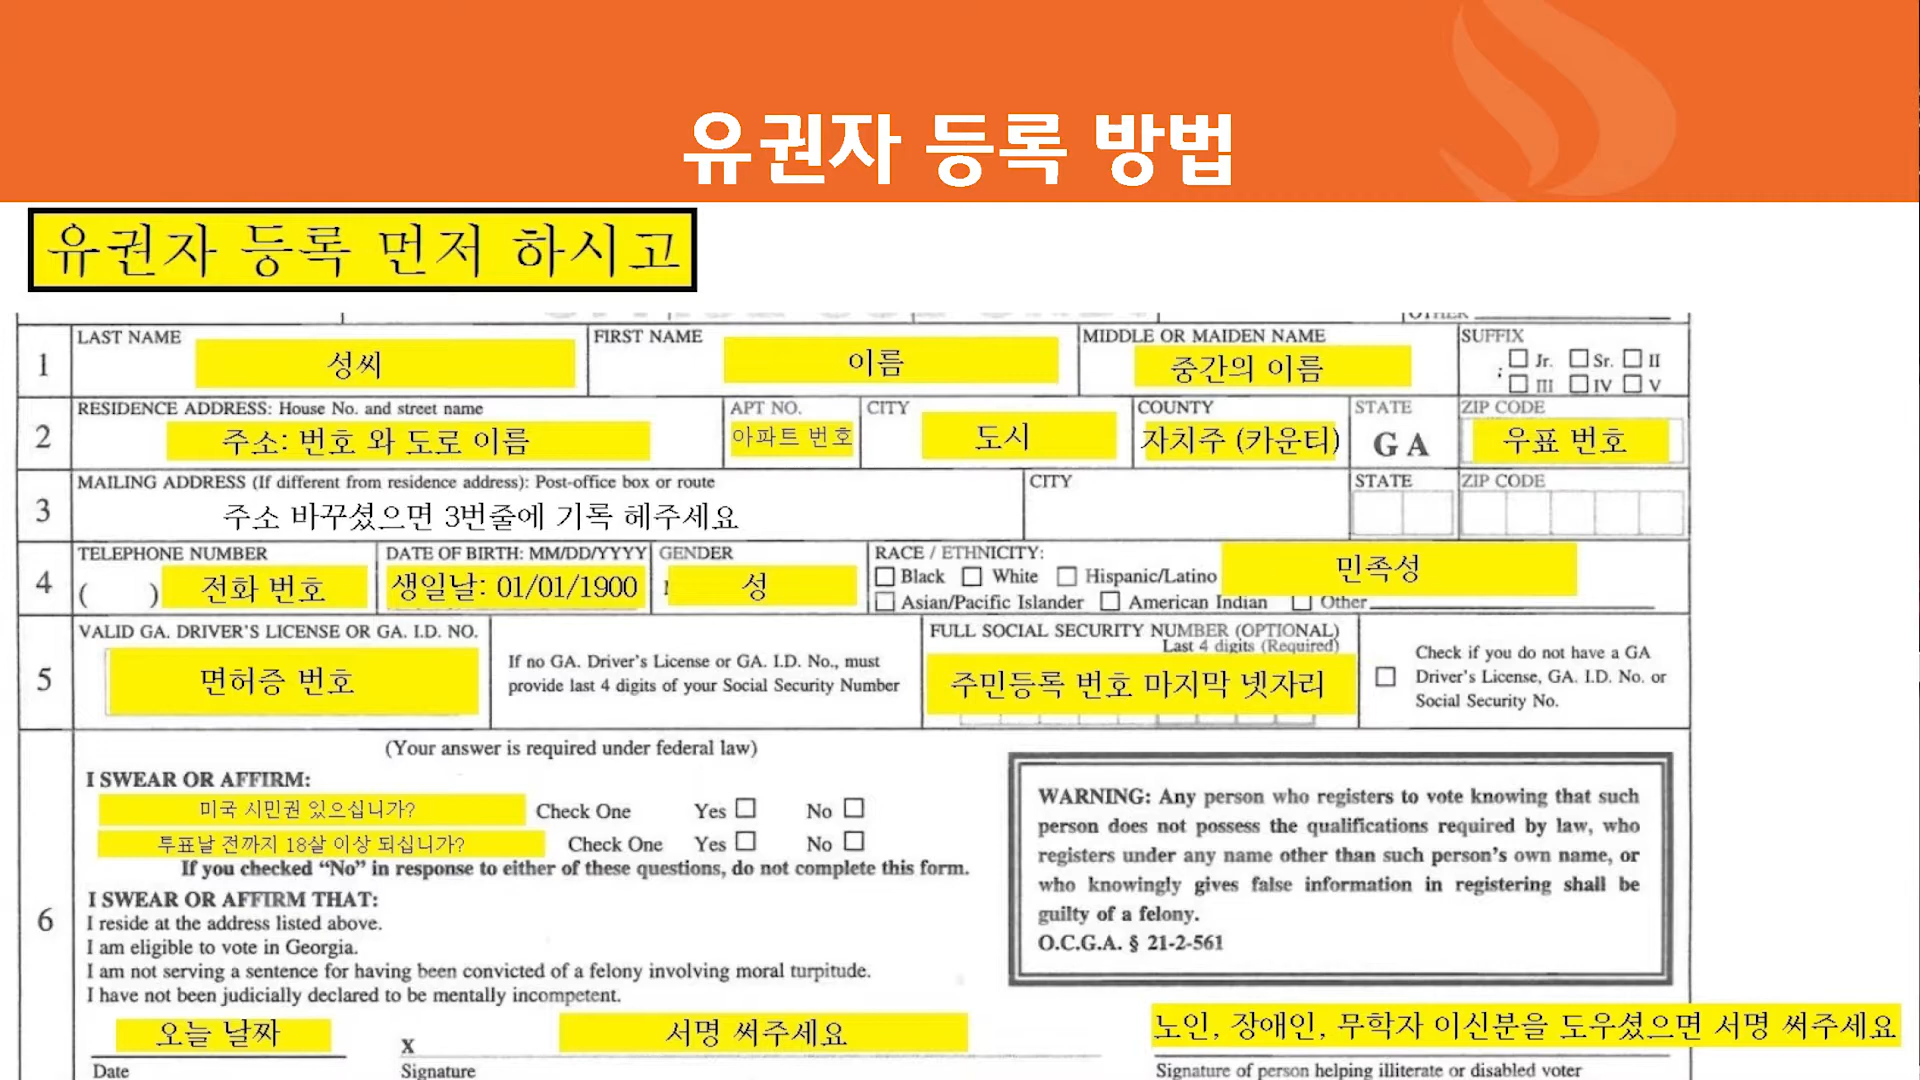 유권자 등록 방법
유권자 등록 먼저 하시고
OTHER
1
LAST NAME
성씨
FIRST NAME
이름
MIDDLE OR MAIDEN NAME
중간의 이름
SUFFIX
Jr. Sr. II
III IV V
2
RESIDENCE ADDRESS: House No. and street name
주소: 번호 와 도로 이름
APT NO.
아파트 번호
CITY
도시
COUNTY
자치주 (카운티)
STATE
GA
ZIP CODE
우표 번호
3
MAILING ADDRESS (If different from residence address): Post-office box or route
주소 바꾸셨으면 3번줄에 기록 헤주세요
CITY
STATE
ZIP CODE
4
TELEPHONE NUMBER
( ) 전화 번호
DATE OF BIRTH: MM/DD/YYYY
생일날: 01/01/1900
GENDER
성
RACE / ETHNICITY:
민족성
Black White Hispanic/Latino
Asian/Pacific Islander American Indian Other
5
VALID GA. DRIVER'S LICENSE OR GA. I.D. NO.
면허증 번호
If no GA. Driver's License or GA. I.D. No., must
provide last 4 digits of your Social Security Number
FULL SOCIAL SECURITY NUMBER (OPTIONAL)
Last 4 digits (Required)
주민등록 번호 마지막 넷자리
Check if you do not have a GA
Driver's License, GA. I.D. No. or
Social Security No.
6
(Your answer is required under federal law)
I SWEAR OR AFFIRM:
미국 시민권 있으십니가? Check One Yes No
투표날 전까지 18살 이상 되십니가? Check One Yes No
If you checked “No” in response to either of these questions, do not complete this form.
I SWEAR OR AFFIRM THAT:
I reside at the address listed above.
I am eligible to vote in Georgia.
I am not serving a sentence for having been convicted of a felony involving moral turpitude.
I have not been judicially declared to be mentally incompetent.
WARNING: Any person who registers to vote knowing that such
person does not possess the qualifications required by law, who
registers under any name other than such person's own name, or
who knowingly gives false information in registering shall be
guilty of a felony.
O.C.G.A. § 21-2-561
오늘 날짜
Date
X
서명 써주세요
Signature
노인, 장애인, 무학자 이신분을 도우셨으면 서명 써주세요
Signature of person helping illiterate or disabled voter